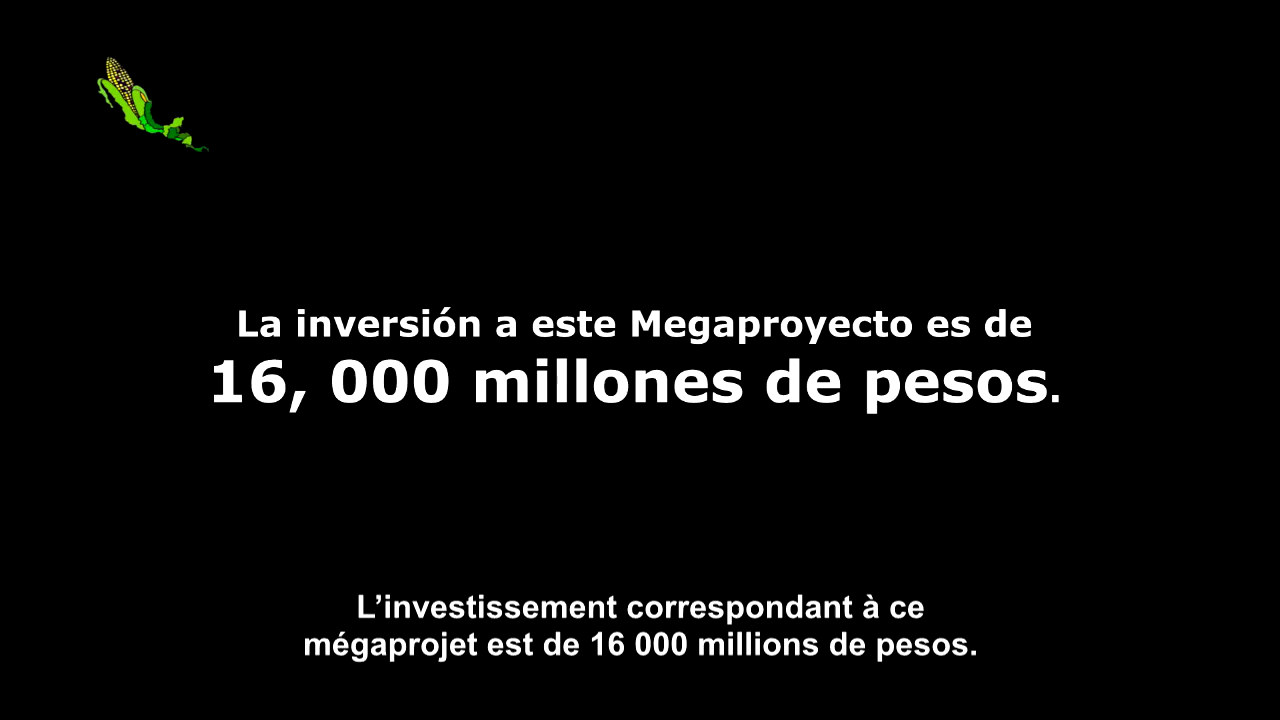 La inversión a este Megaproyecto es de
16, 000 millones de pesos.
L’investissement correspondant à ce
mégaprojet est de 16 000 millions de pesos.